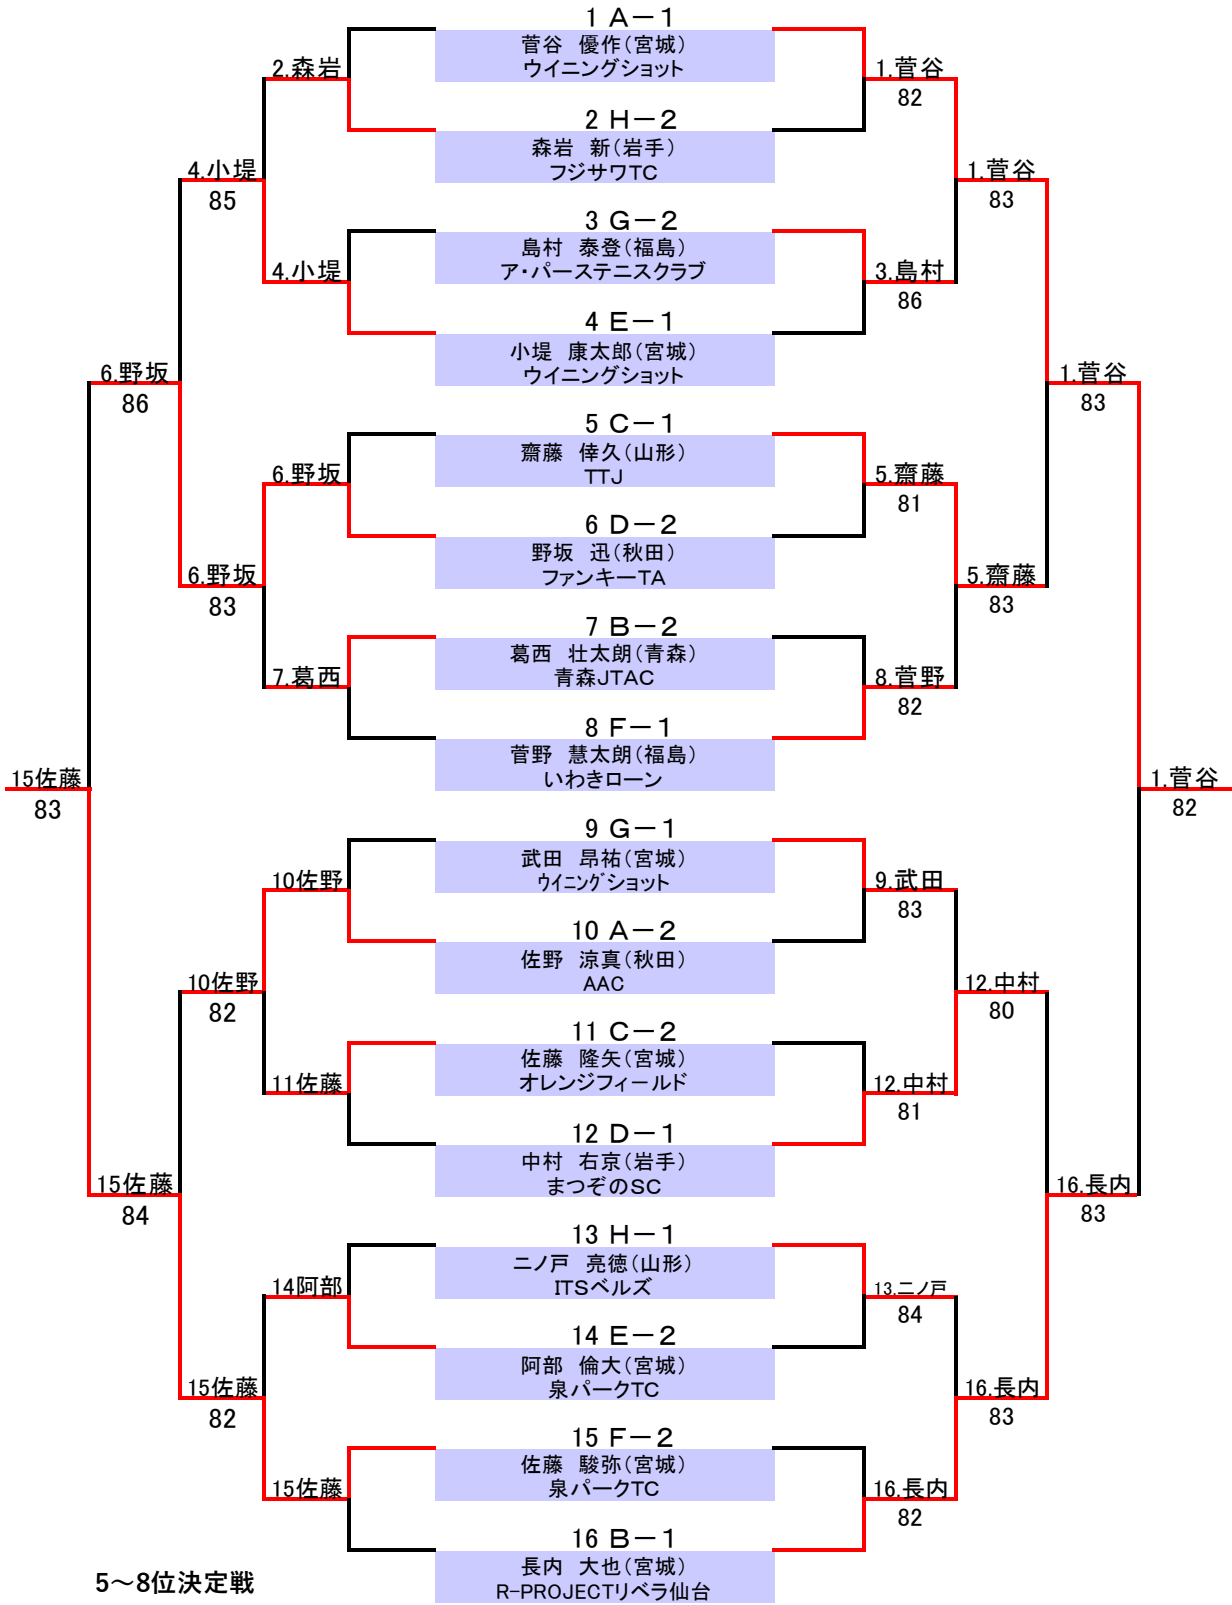 1 A－1
菅谷　優作(宮城)
ウイニングショット
2 H－2
森岩　新(岩手)
フジサワTC
3 G－2
島村　泰登(福島)
ア・パーステニスクラブ
4 E－1
小堤　康太郎(宮城)
ウイニングショット
5 C－1
齋藤　倖久(山形)
TTJ
6 D－2
野坂　迅(秋田)
ファンキーTA
7 B－2
葛西　壮太朗(青森)
青森JTAC
8 F－1
菅野　慧太朗(福島)
いわきローン
9 G－1
武田　昂祐(宮城)
ウイニングショット
10 A－2
佐野　涼真(秋田)
AAC
11 C－2
佐藤　隆矢(宮城)
オレンジフィールド
12 D－1
中村　右京(岩手)
まつぞのSC
13 H－1
二ノ戸　亮徳(山形)
ITSベルズ
14 E－2
阿部　倫大(宮城)
泉パークTC
15 F－2
佐藤　駿弥(宮城)
泉パークTC
16 B－1
長内　大也(宮城)
R-PROJECTリベラ仙台
2.森岩
4.小堤
85
4.小堤
6.野坂
86
6.野坂
6.野坂
83
7.葛西
15佐藤
83
10佐野
10佐野
82
11佐藤
15佐藤
84
14阿部
15佐藤
82
15佐藤
1.菅谷
82
1.菅谷
83
3.島村
86
1.菅谷
83
5.齋藤
81
5.齋藤
83
8.菅野
82
1.菅谷
82
9.武田
83
12.中村
80
12.中村
81
16.長内
83
13.二ノ戸
84
16.長内
83
16.長内
82
5～8位決定戦